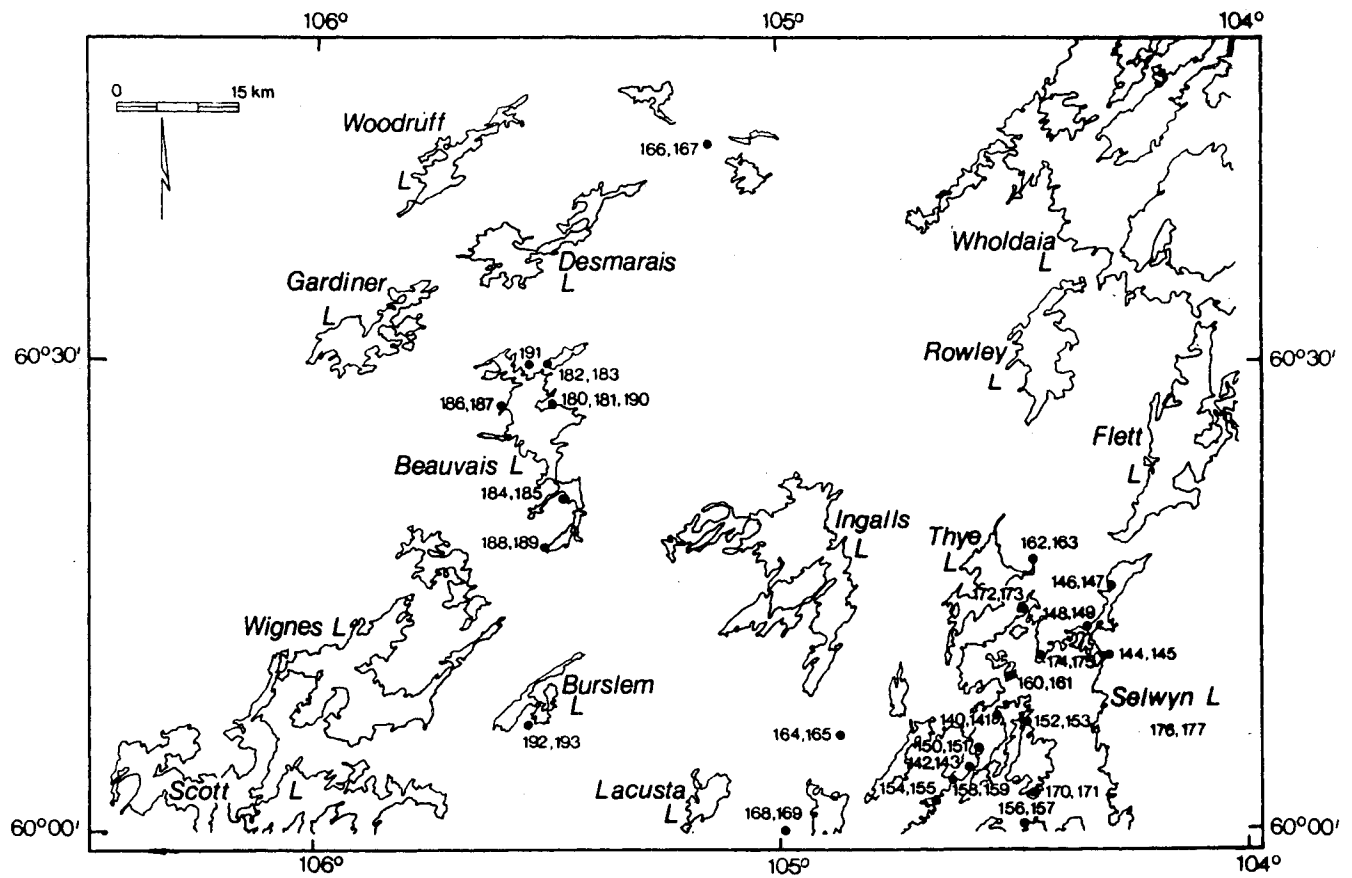 106° 105° 104°
0 15 km
Woodruff
L
166,167
Wholdaia
L
Desmarais
L
Gardiner
L
60°30' 60°30'
191
182, 183
Rowley
L
186,187
180, 181, 190
Flett
L
Beauvais L
184,185
Ingalls
L
188,189
Thye
L
162,163
146,147
172,173
148,149
Wignes L
174,175
144,145
160,161
Burslem
L
Selwyn L
140,141
152,153
176,177
192,193
164,165
150,151
142,143
Scott L
Lacusta
L
154,155
158,159
170,171
168,169
156,157
60°00' 60°00'
106° 105° 104°